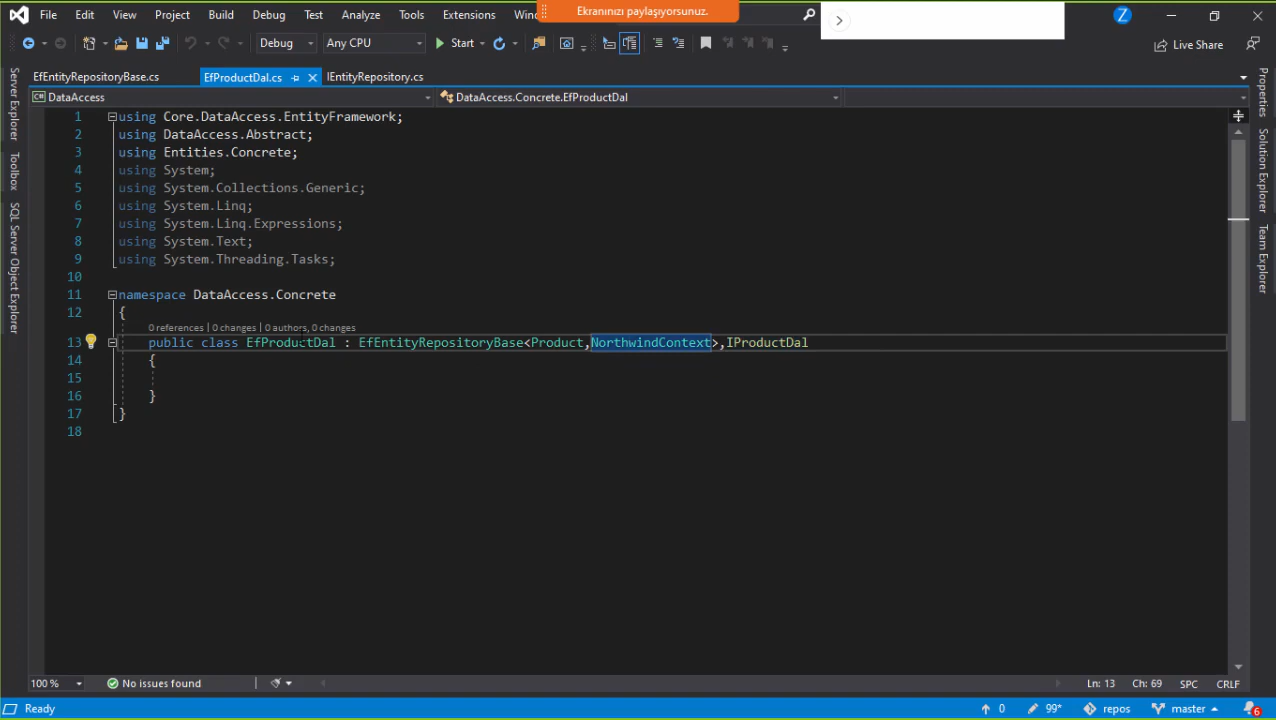 File Edit View Project Build Debug Test Analyze Tools Extensions Win
Ekranınızı paylaşıyorsunuz.
Z
Debug Any CPU Start Live Share
EfEntityRepositoryBase.cs EfProductDal.cs IEntityRepository.cs
DataAccess DataAccess.Concrete.EfProductDal
Server Explorer
Toolbox
SQL Server Object Explorer
1 using Core.DataAccess.EntityFramework;
2 using DataAccess.Abstract;
3 using Entities.Concrete;
4 using System;
5 using System.Collections.Generic;
6 using System.Linq;
7 using System.Linq.Expressions;
8 using System.Text;
9 using System.Threading.Tasks;
10
11 namespace DataAccess.Concrete
12 {
0 references | 0 changes | 0 authors, 0 changes
13 public class EfProductDal : EfEntityRepositoryBase<Product,NorthwindContext>,IProductDal
14 {
15
16 }
17 }
18
Properties
Solution Explorer
Team Explorer
100 % No issues found Ln: 13 Ch: 69 SPC CRLF
Ready 0 99* repos master 6